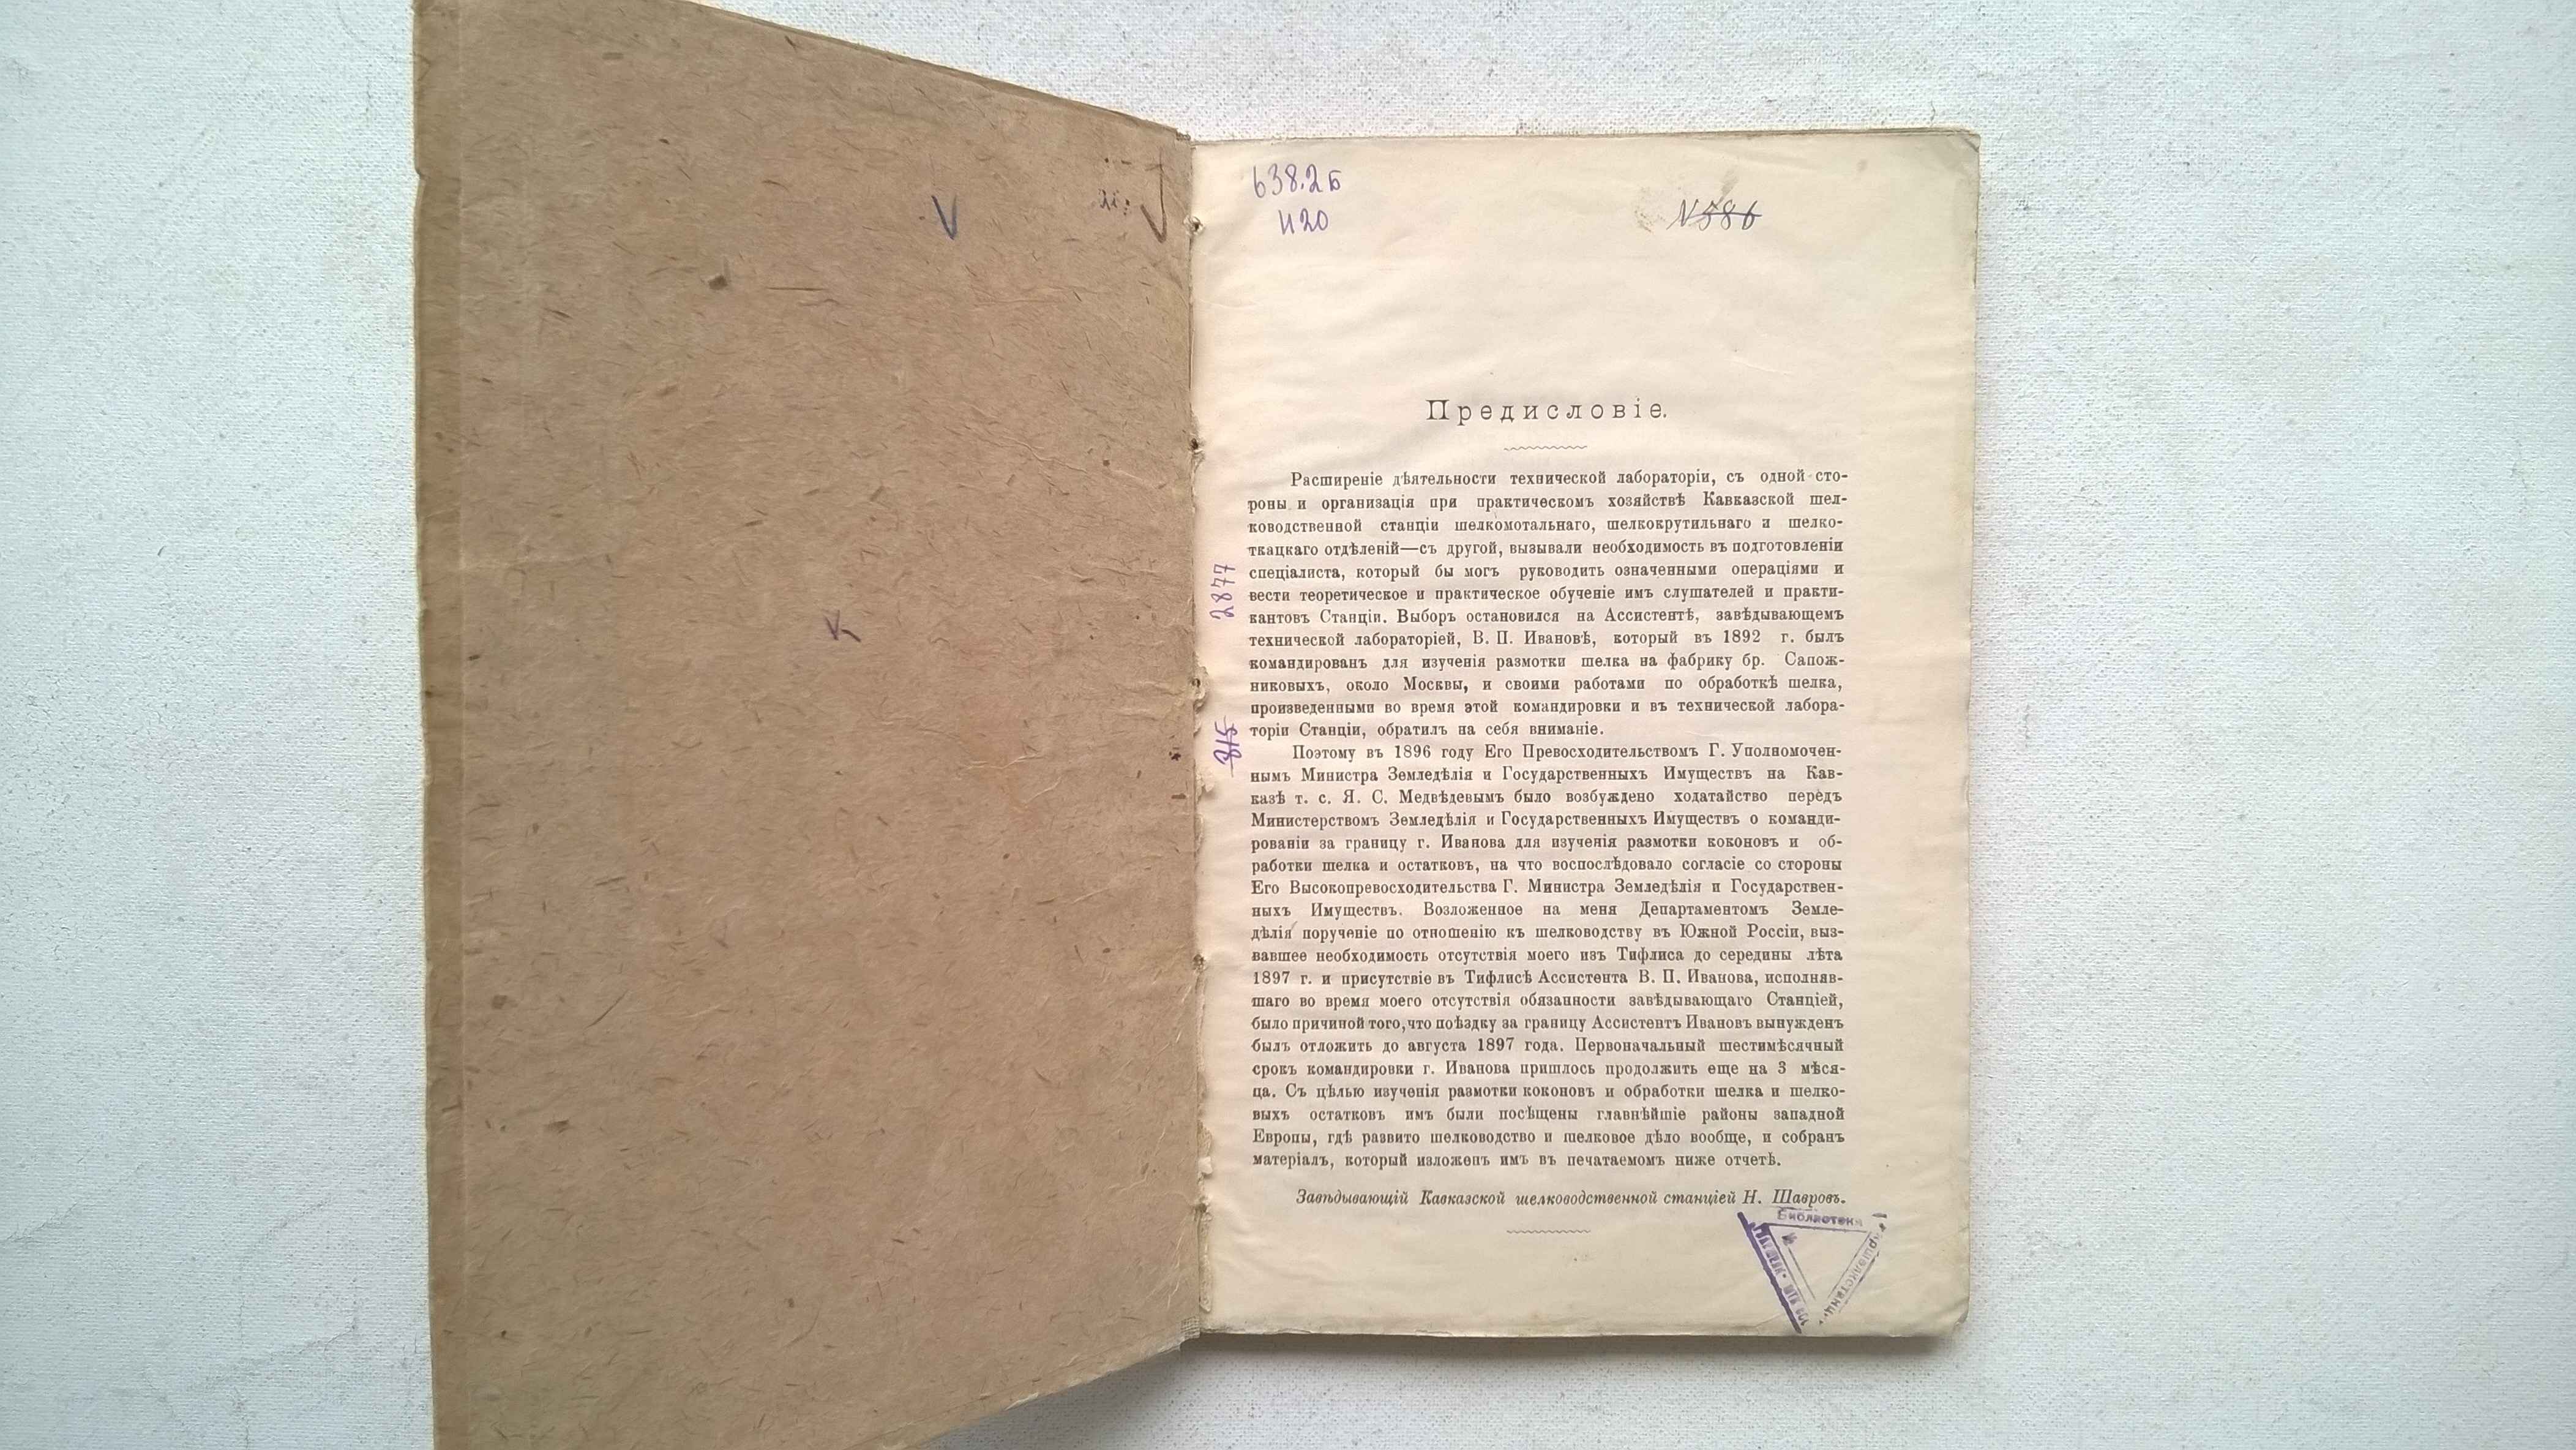 638.2Б
И20
N586
Предисловіе.
Расширеніе дѣятельности технической лабораторіи, съ одной сто-
роны и организація при практическомъ хозяйствѣ Кавказской шел-
ководственной станціи шелкомотальнаго, шелкокрутильнаго и шелко-
ткацкаго отдѣленій—съ другой, вызывали необходимость въ подготовленіи
спеціалиста, который бы могъ руководить означенными операціями и
вести теоретическое и практическое обученіе имъ слушателей и практи-
кантовъ Станціи. Выборъ остановился на Ассистентѣ, завѣдывающемъ
технической лабораторіей, В. П. Ивановѣ, который въ 1892 г. былъ
командированъ для изученія размотки шелка на фабрику бр. Сапож-
никовыхъ, около Москвы, и своими работами по обработкѣ шелка,
произведенными во время этой командировки и въ технической лабора-
торіи Станціи, обратилъ на себя вниманіе.
Поэтому въ 1896 году Его Превосходительствомъ Г. Уполномочен-
нымъ Министра Земледѣлія и Государственныхъ Имуществъ на Кав-
казѣ т. с. Я. С. Медвѣдевымъ было возбуждено ходатайство передъ
Министерствомъ Земледѣлія и Государственныхъ Имуществъ о команди-
рованіи за границу г. Иванова для изученія размотки коконовъ и об-
работки шелка и остатковъ, на что воспослѣдовало согласіе со стороны
Его Высокопревосходительства Г. Министра Земледѣлія и Государствен-
ныхъ Имуществъ. Возложенное на меня Департаментомъ Земле-
дѣлія порученіе по отношенію къ шелководству въ Южной Россіи, выз-
вавшее необходимость отсутствія моего изъ Тифлиса до середины лѣта
1897 г. и присутствіе въ Тифлисѣ Ассистента В. П. Иванова, исполняв-
шаго во время моего отсутствія обязанности завѣдывающаго Станціей,
было причиной того, что поѣздку за границу Ассистентъ Ивановъ вынужденъ
былъ отложить до августа 1897 года. Первоначальный шестимѣсячный
срокъ командировки г. Иванова пришлось продолжить еще на 3 мѣся-
ца. Съ цѣлью изученія размотки коконовъ и обработки шелка и шелко-
выхъ остатковъ имъ были посѣщены главнѣйшіе районы западной
Европы, гдѣ развито шелководство и шелковое дѣло вообще, и собранъ
матеріалъ, который изложенъ имъ въ печатаемомъ ниже отчетѣ.
Завѣдывающій Кавказской шелководственной станціей Н. Шавровъ.
2877
315
Библиотека
№